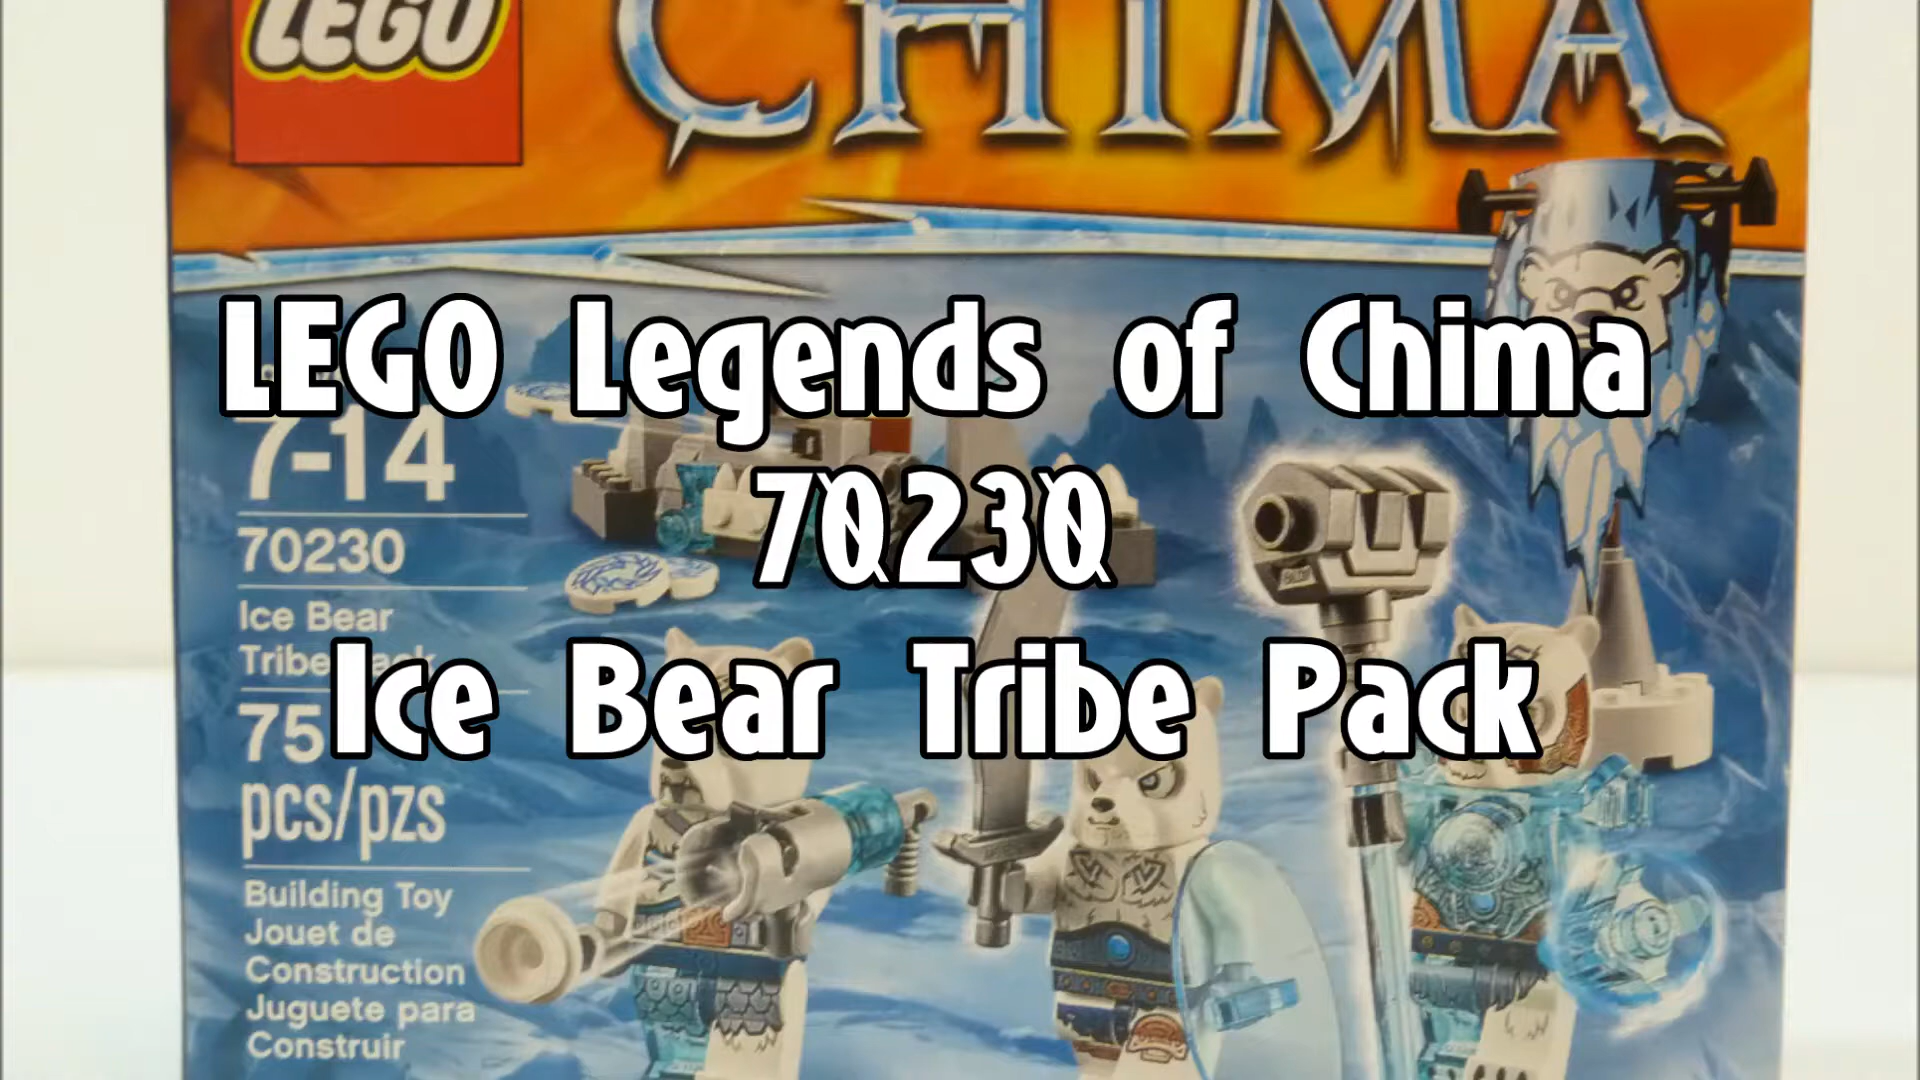 LEGO
CHIMA
LEGO Legends of Chima
7-14
70230
70230
Ice Bear
Tribe Pack
Ice Bear Tribe Pack
75
pcs/pzs
Building Toy
Jouet de
Construction
Juguete para
Construir